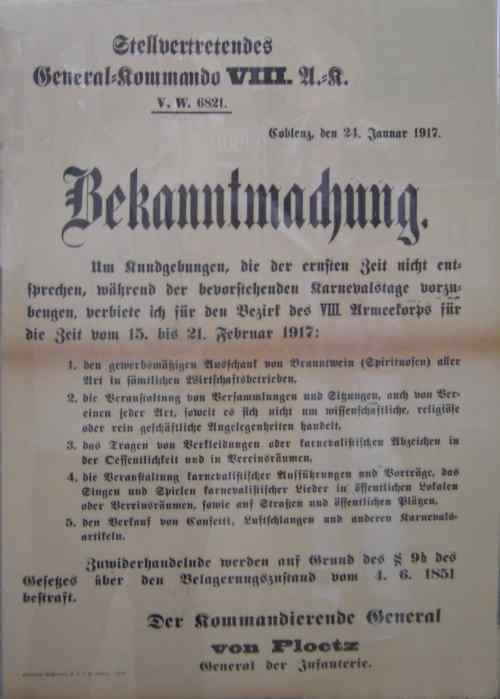 Stellvertretendes
General-Kommando VIII. A.-K.
V. W. 6821.
Coblenz, den 24. Januar 1917.
Bekanntmachung.
Um Kundgebungen, die der ernsten Zeit nicht ent-
sprechen, während der bevorstehenden Karnevalstage vorzu-
beugen, verbiete ich für den Bezirk des VIII. Armeekorps für
die Zeit vom 15. bis 21. Februar 1917:
1. den gewerbsmäßigen Ausschank von Branntwein (Spirituosen) aller
Art in sämtlichen Wirtschaftsbetrieben.
2. die Veranstaltung von Versammlungen und Sitzungen, auch von Ver-
einen jeder Art, soweit es sich nicht um wissenschaftliche, religiöse
oder rein geschäftliche Angelegenheiten handelt.
3. das Tragen von Verkleidungen oder karnevalistischen Abzeichen in
der Oeffentlichkeit und in Vereinsräumen.
4. die Veranstaltung karnevalistischer Aufführungen und Vorträge, das
Singen und Spielen karnevalistischer Lieder in öffentlichen Lokalen
oder Vereinsräumen, sowie auf Straßen und öffentlichen Plätzen.
5. den Verkauf von Confetti, Luftschlangen und anderen Karnevals-
artikeln.
Zuwiderhandelnde werden auf Grund des § 9b des
Gesetzes über den Belagerungszustand vom 4. 6. 1851
bestraft.
Der Kommandierende General
von Ploetz
General der Infanterie.